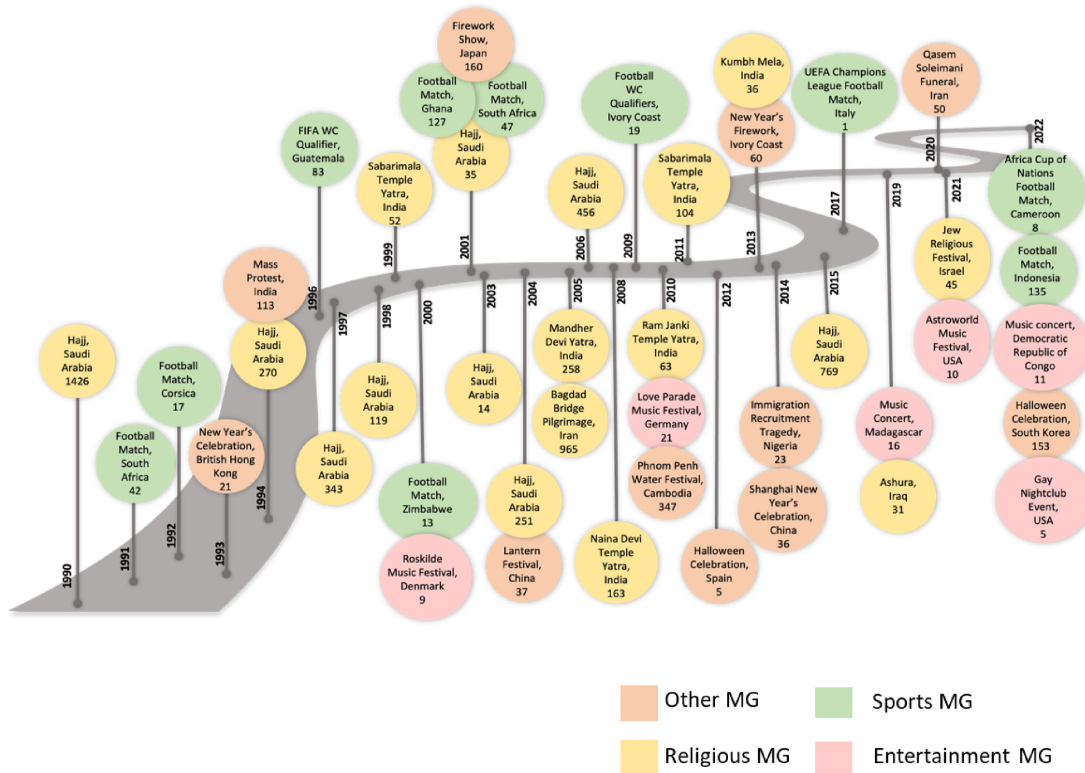 Hajj,
Saudi
Arabia
1426
1990
Football
Match,
South
Africa
42
1991
Football
Match,
Corsica
17
1992
New Year's
Celebration,
British Hong
Kong
21
1993
Mass
Protest,
India
113
Hajj,
Saudi
Arabia
270
1994
FIFA WC
Qualifier,
Guatemala
83
1996
1997
Hajj,
Saudi
Arabia
343
1998
Hajj,
Saudi
Arabia
119
Sabarimala
Temple
Yatra,
India
52
1999
2000
Football
Match,
Zimbabwe
13
Roskilde
Music Festival,
Denmark
9
Firework
Show,
Japan
160
Football
Match,
Ghana
127
Football
Match,
South Africa
47
Hajj,
Saudi
Arabia
35
2001
2003
Hajj,
Saudi
Arabia
14
2004
Hajj,
Saudi
Arabia
251
Lantern
Festival,
China
37
2005
Mandher
Devi Yatra,
India
258
Bagdad
Bridge
Pilgrimage,
Iran
965
Hajj,
Saudi
Arabia
456
2006
2008
Naina Devi
Temple
Yatra,
India
163
Football
WC
Qualifiers,
Ivory Coast
19
2009
2010
Ram Janki
Temple Yatra,
India
63
Love Parade
Music Festival,
Germany
21
Phnom Penh
Water Festival,
Cambodia
347
Sabarimala
Temple
Yatra,
India
104
2011
2012
Halloween
Celebration,
Spain
5
Kumbh Mela,
India
36
New Year's
Firework,
Ivory Coast
60
2013
2014
Immigration
Recruitment
Tragedy,
Nigeria
23
Shanghai New
Year's
Celebration,
China
36
2015
Hajj,
Saudi
Arabia
769
UEFA Champions
League Football
Match,
Italy
1
2017
2019
Music
Concert,
Madagascar
16
Ashura,
Iraq
31
Qasem
Soleimani
Funeral,
Iran
50
2020
2021
Jew
Religious
Festival,
Israel
45
Astroworld
Music
Festival,
USA
10
2022
Africa Cup of
Nations
Football
Match,
Cameroon
8
Football
Match,
Indonesia
135
Music concert,
Democratic
Republic of
Congo
11
Halloween
Celebration,
South Korea
153
Gay
Nightclub
Event,
USA
5
Other MG
Sports MG
Religious MG
Entertainment MG